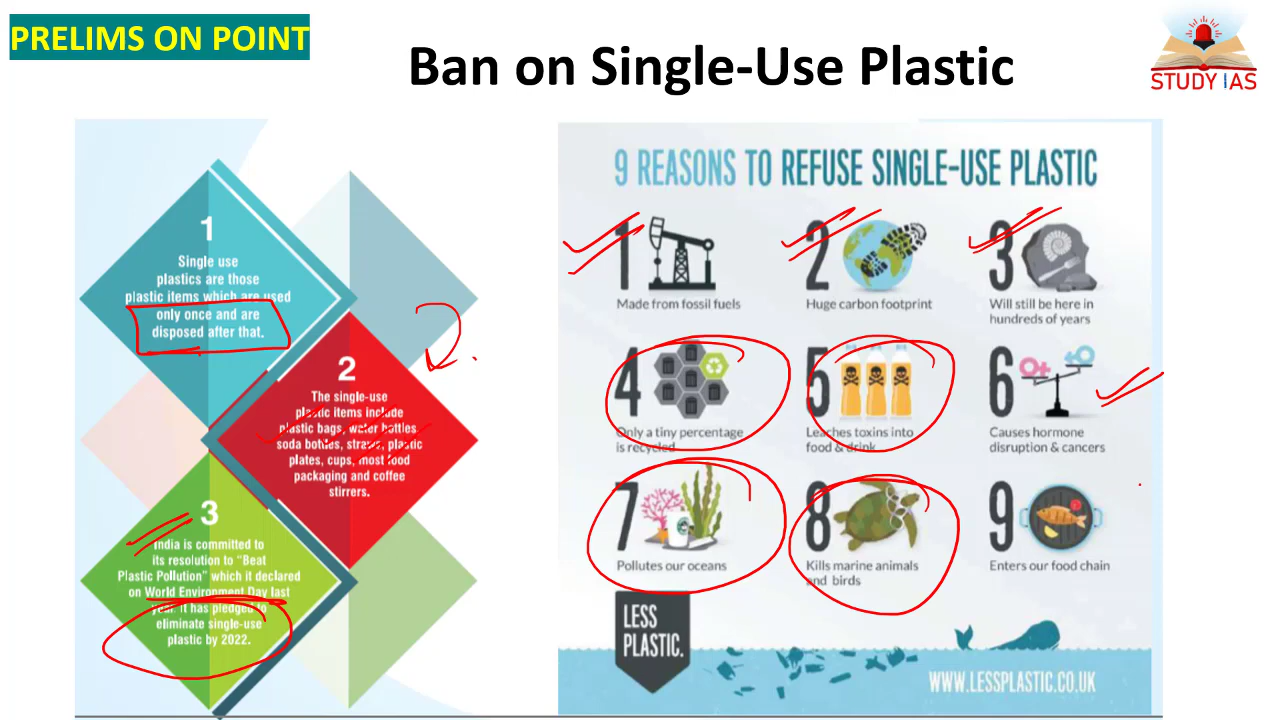 PRELIMS ON POINT
Ban on Single-Use Plastic
STUDY IAS
1
Single use
plastics are those
plastic items which are used
only once and are
disposed after that.
2
The single-use
plastic items include
plastic bags, water bottles
soda bottles, straws, plastic
plates, cups, most food
packaging and coffee
stirrers.
2.
3
India is committed to
its resolution to "Beat
Plastic Pollution" which it declared
on World Environment Day last
year. It has pledged to
eliminate single-use
plastic by 2022.
9 REASONS TO REFUSE SINGLE-USE PLASTIC
1
Made from fossil fuels
2
Huge carbon footprint
3
Will still be here in
hundreds of years
4
Only a tiny percentage
is recycled
5
Leaches toxins into
food & drink
6
Causes hormone
disruption & cancers
7
Pollutes our oceans
8
Kills marine animals
and birds
9
Enters our food chain
LESS
PLASTIC.
WWW.LESSPLASTIC.CO.UK